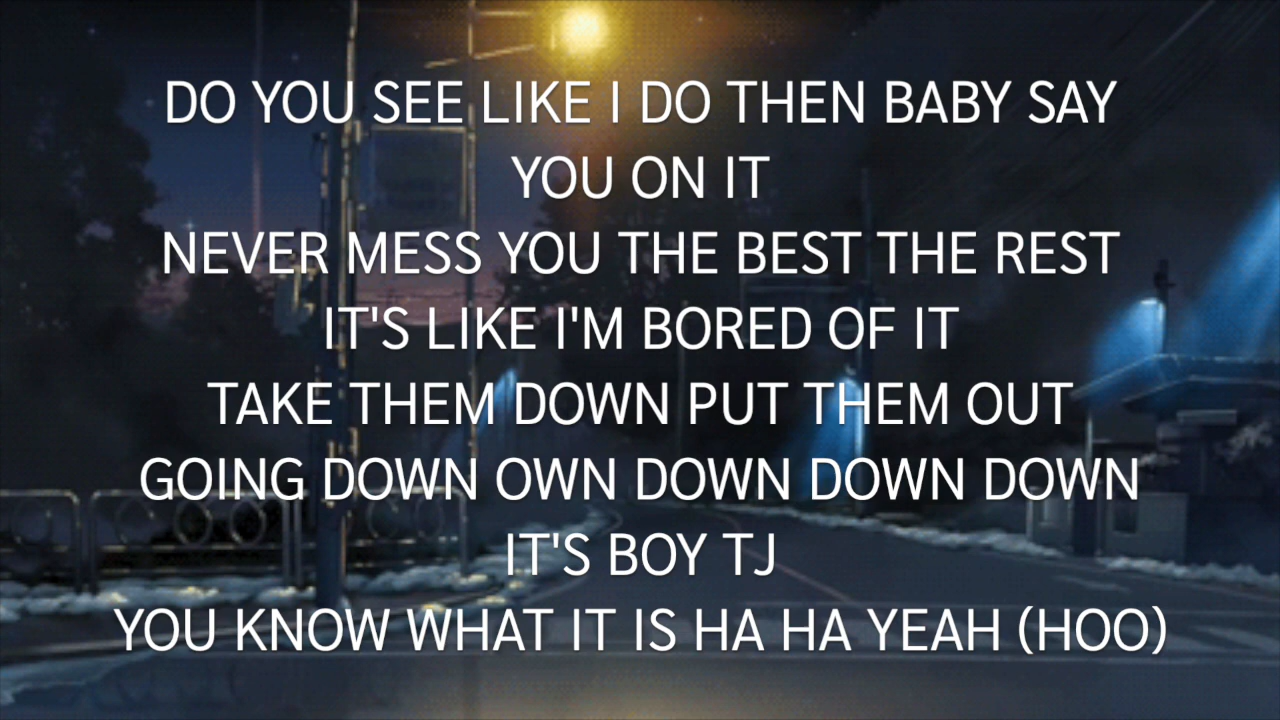 DO YOU SEE LIKE I DO THEN BABY SAY
YOU ON IT
NEVER MESS YOU THE BEST THE REST
IT'S LIKE I'M BORED OF IT
TAKE THEM DOWN PUT THEM OUT
GOING DOWN OWN DOWN DOWN DOWN
IT'S BOY TJ
YOU KNOW WHAT IT IS HA HA YEAH (HOO)